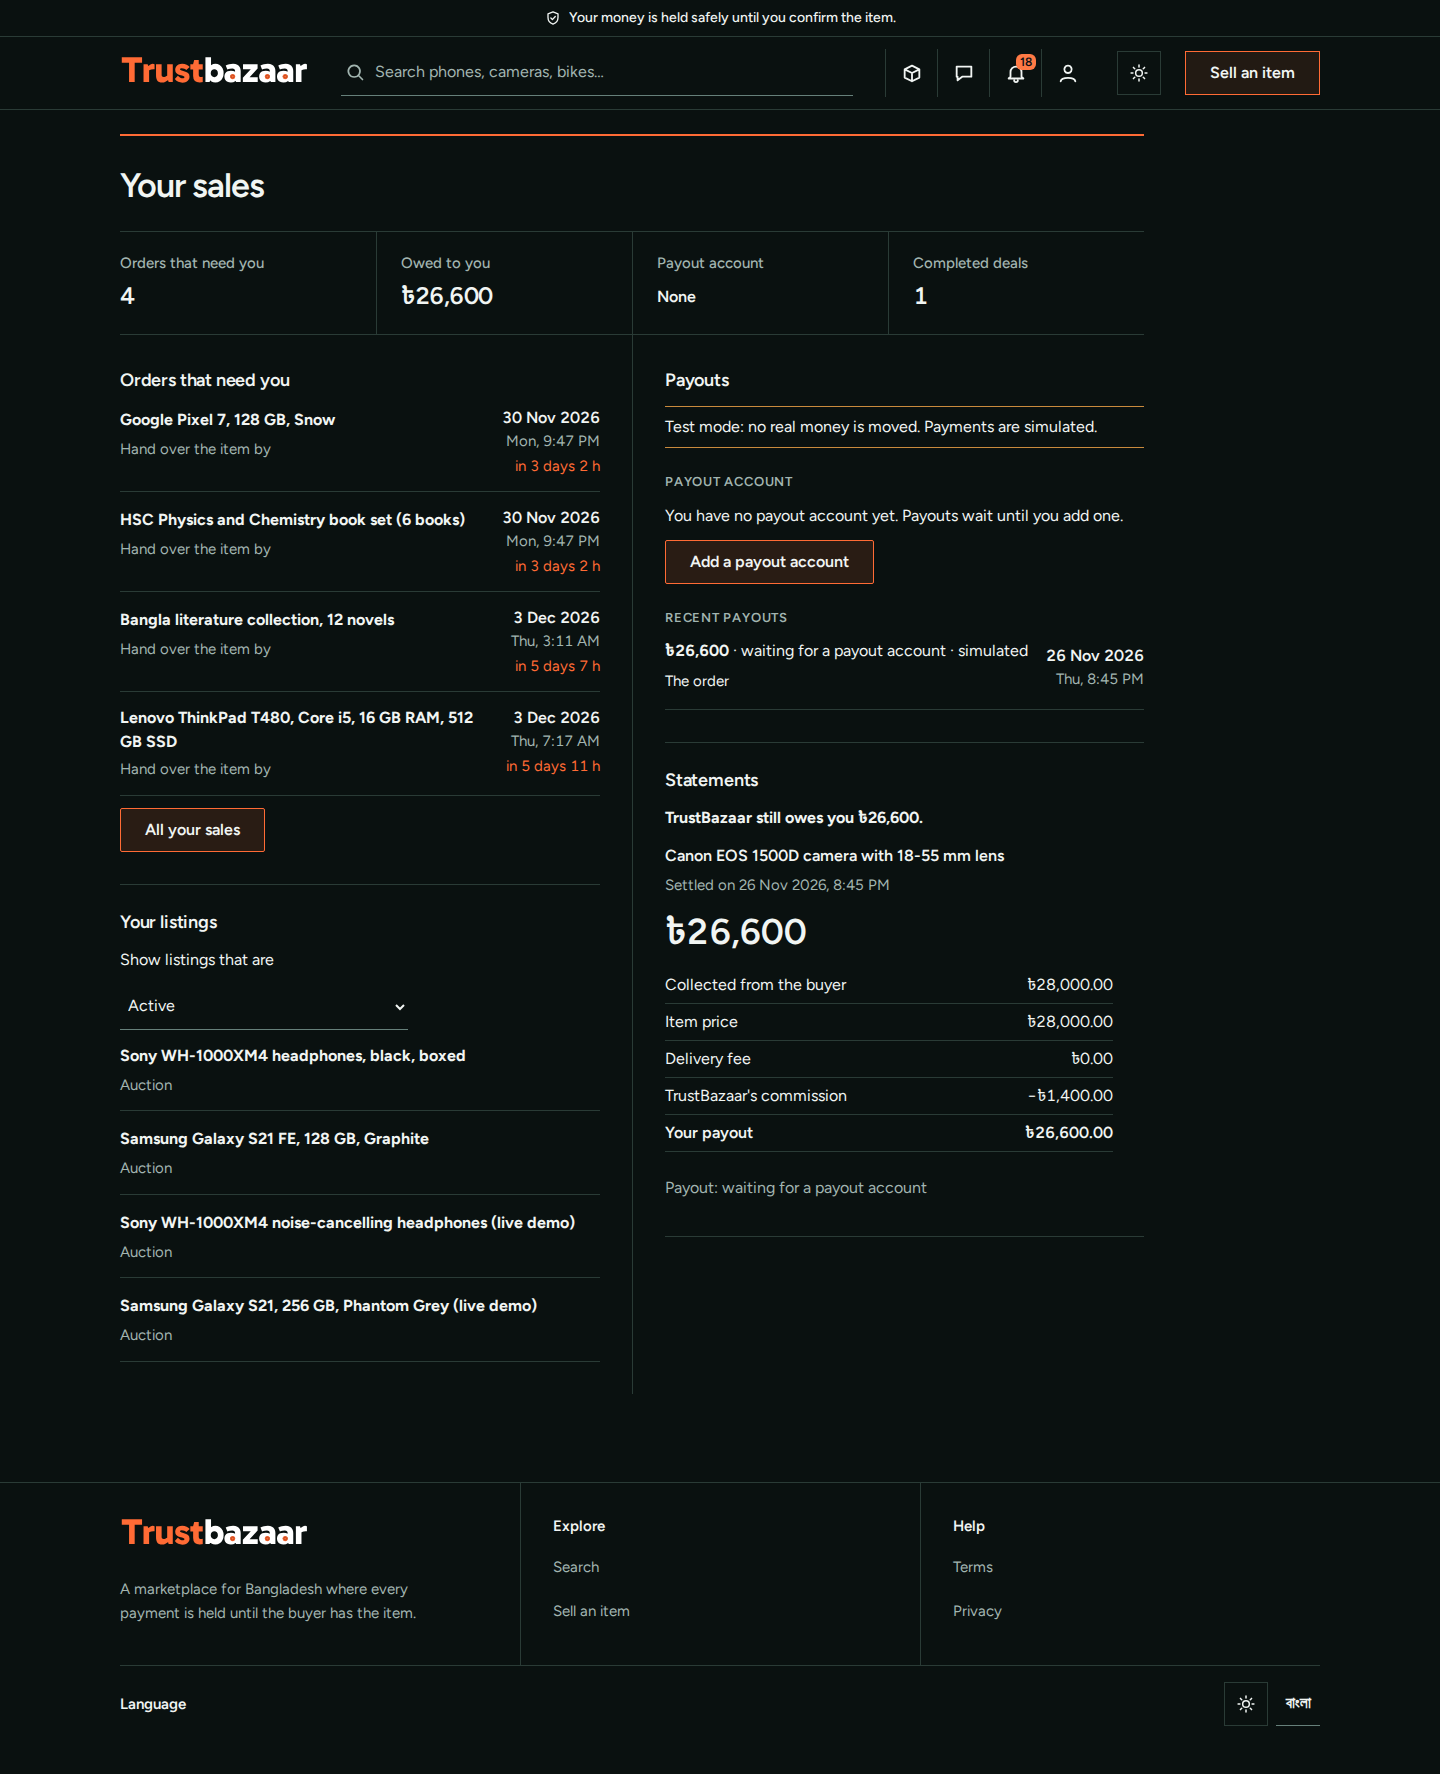 Your money is held safely until you confirm the item.
Trustbazaar
Search phones, cameras, bikes...
18
Sell an item
Your sales
Orders that need you
4
Owed to you
৳26,600
Payout account
None
Completed deals
1
Orders that need you
Google Pixel 7, 128 GB, Snow
Hand over the item by
30 Nov 2026
Mon, 9:47 PM
in 3 days 2 h
HSC Physics and Chemistry book set (6 books)
Hand over the item by
30 Nov 2026
Mon, 9:47 PM
in 3 days 2 h
Bangla literature collection, 12 novels
Hand over the item by
3 Dec 2026
Thu, 3:11 AM
in 5 days 7 h
Lenovo ThinkPad T480, Core i5, 16 GB RAM, 512
GB SSD
Hand over the item by
3 Dec 2026
Thu, 7:17 AM
in 5 days 11 h
All your sales
Your listings
Show listings that are
Active
Sony WH-1000XM4 headphones, black, boxed
Auction
Samsung Galaxy S21 FE, 128 GB, Graphite
Auction
Sony WH-1000XM4 noise-cancelling headphones (live demo)
Auction
Samsung Galaxy S21, 256 GB, Phantom Grey (live demo)
Auction
Payouts
Test mode: no real money is moved. Payments are simulated.
PAYOUT ACCOUNT
You have no payout account yet. Payouts wait until you add one.
Add a payout account
RECENT PAYOUTS
৳26,600 · waiting for a payout account · simulated
The order
26 Nov 2026
Thu, 8:45 PM
Statements
TrustBazaar still owes you ৳26,600.
Canon EOS 1500D camera with 18-55 mm lens
Settled on 26 Nov 2026, 8:45 PM
৳26,600
Collected from the buyer ৳28,000.00
Item price ৳28,000.00
Delivery fee ৳0.00
TrustBazaar's commission -৳1,400.00
Your payout ৳26,600.00
Payout: waiting for a payout account
Trustbazaar
A marketplace for Bangladesh where every
payment is held until the buyer has the item.
Explore
Search
Sell an item
Help
Terms
Privacy
Language
বাংলা